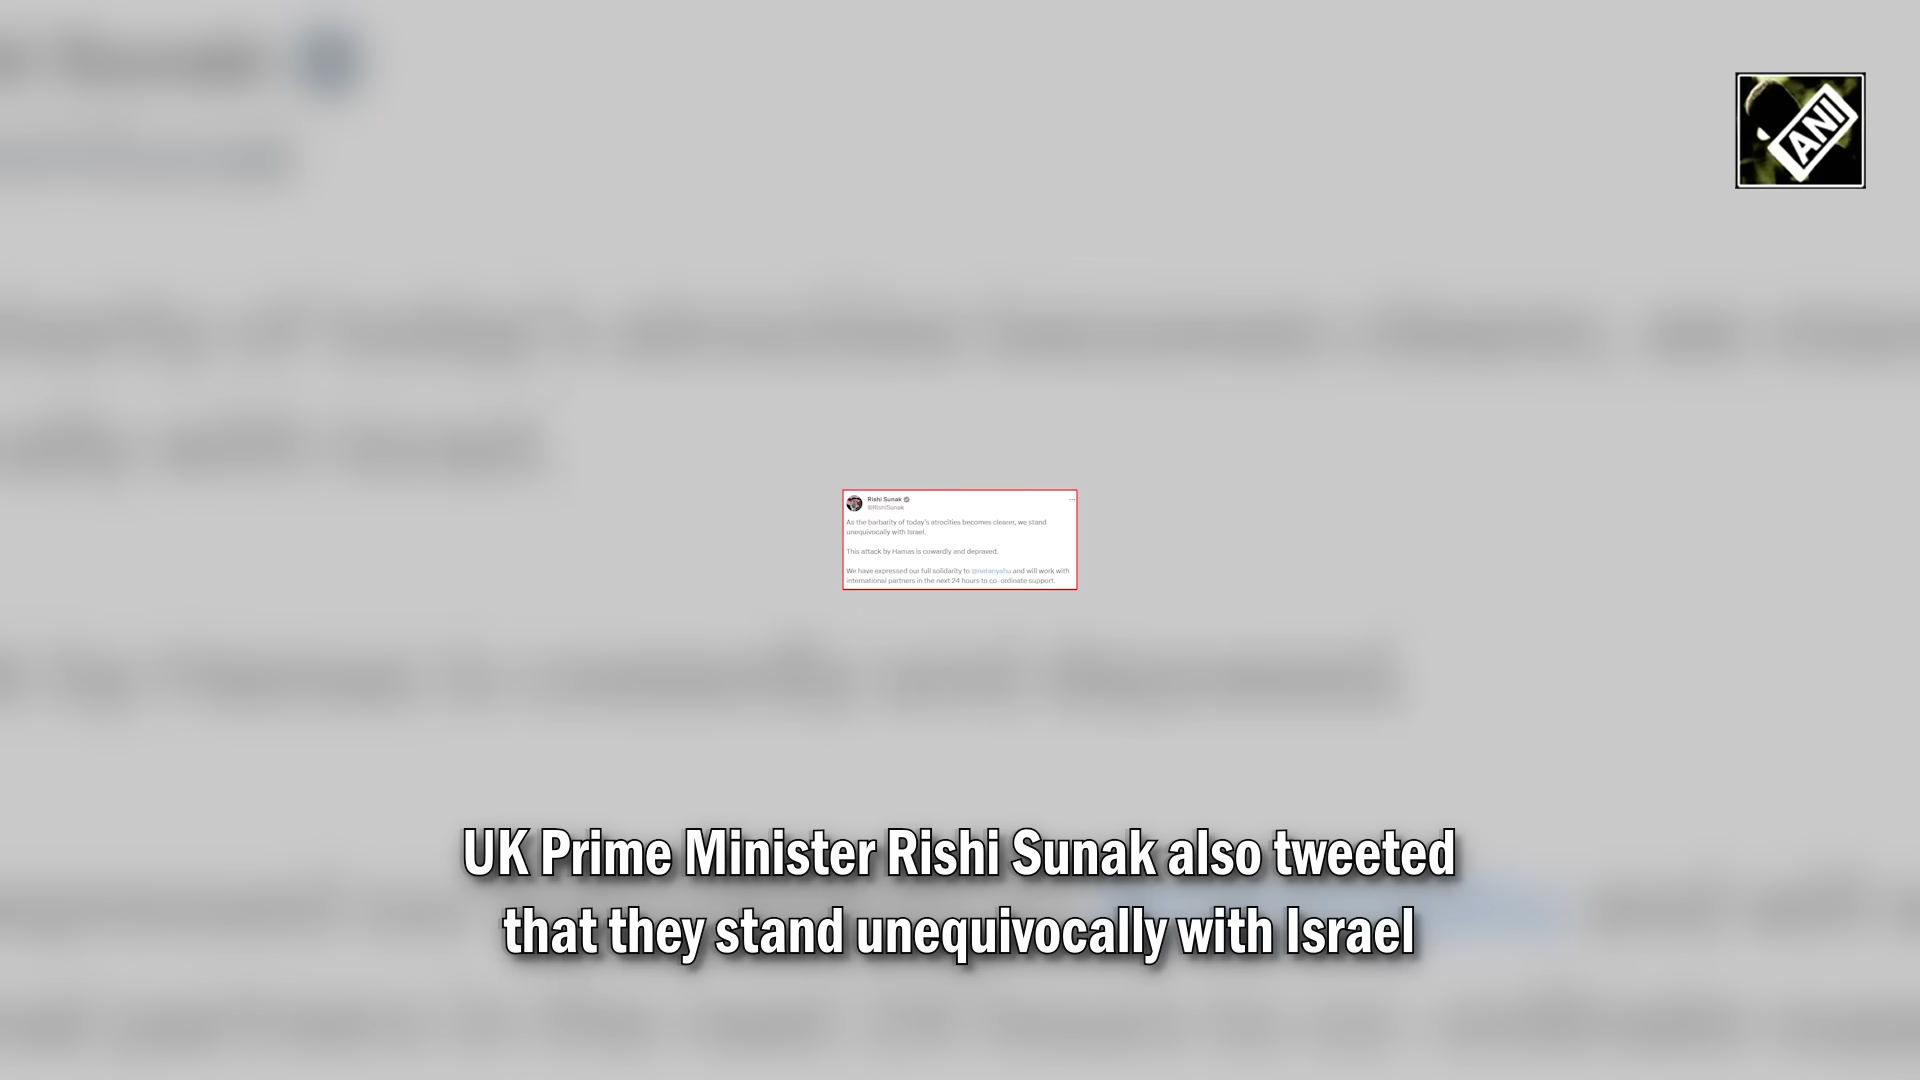 ANI
Rishi Sunak
@RishiSunak
As the barbarity of today's atrocities becomes clearer, we stand
unequivocally with Israel.
This attack by Hamas is cowardly and depraved.
We have expressed our full solidarity to @netanyahu and will work with
international partners in the next 24 hours to co-ordinate support.
UK Prime Minister Rishi Sunak also tweeted
that they stand unequivocally with Israel